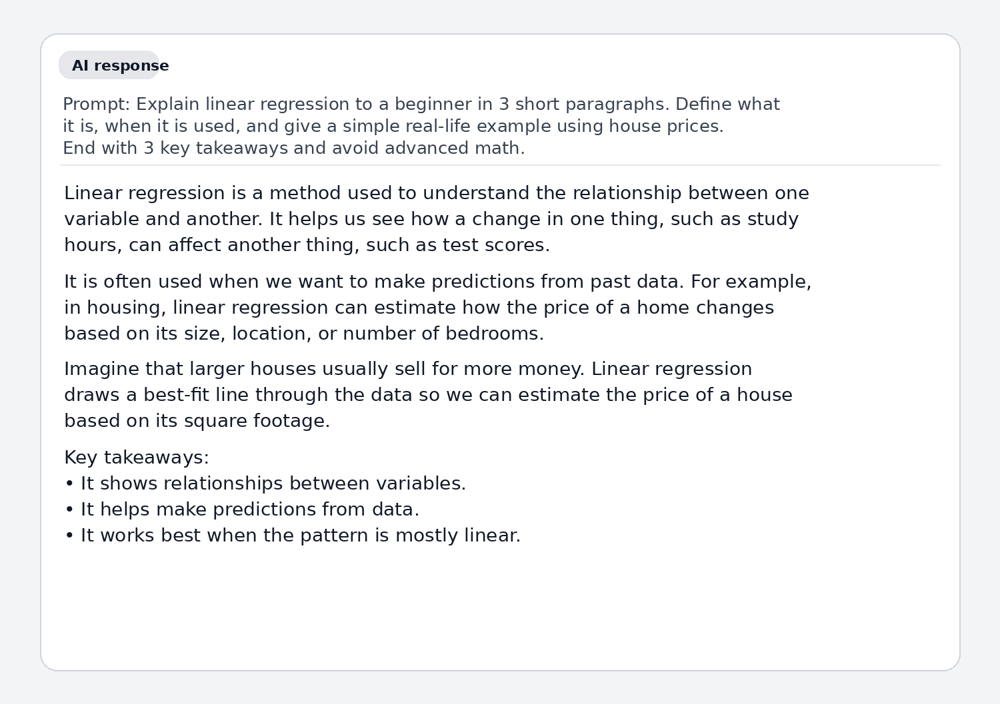 AI response
Prompt: Explain linear regression to a beginner in 3 short paragraphs. Define what
it is, when it is used, and give a simple real-life example using house prices.
End with 3 key takeaways and avoid advanced math.
Linear regression is a method used to understand the relationship between one
variable and another. It helps us see how a change in one thing, such as study
hours, can affect another thing, such as test scores.
It is often used when we want to make predictions from past data. For example,
in housing, linear regression can estimate how the price of a home changes
based on its size, location, or number of bedrooms.
Imagine that larger houses usually sell for more money. Linear regression
draws a best-fit line through the data so we can estimate the price of a house
based on its square footage.
Key takeaways:
• It shows relationships between variables.
• It helps make predictions from data.
• It works best when the pattern is mostly linear.